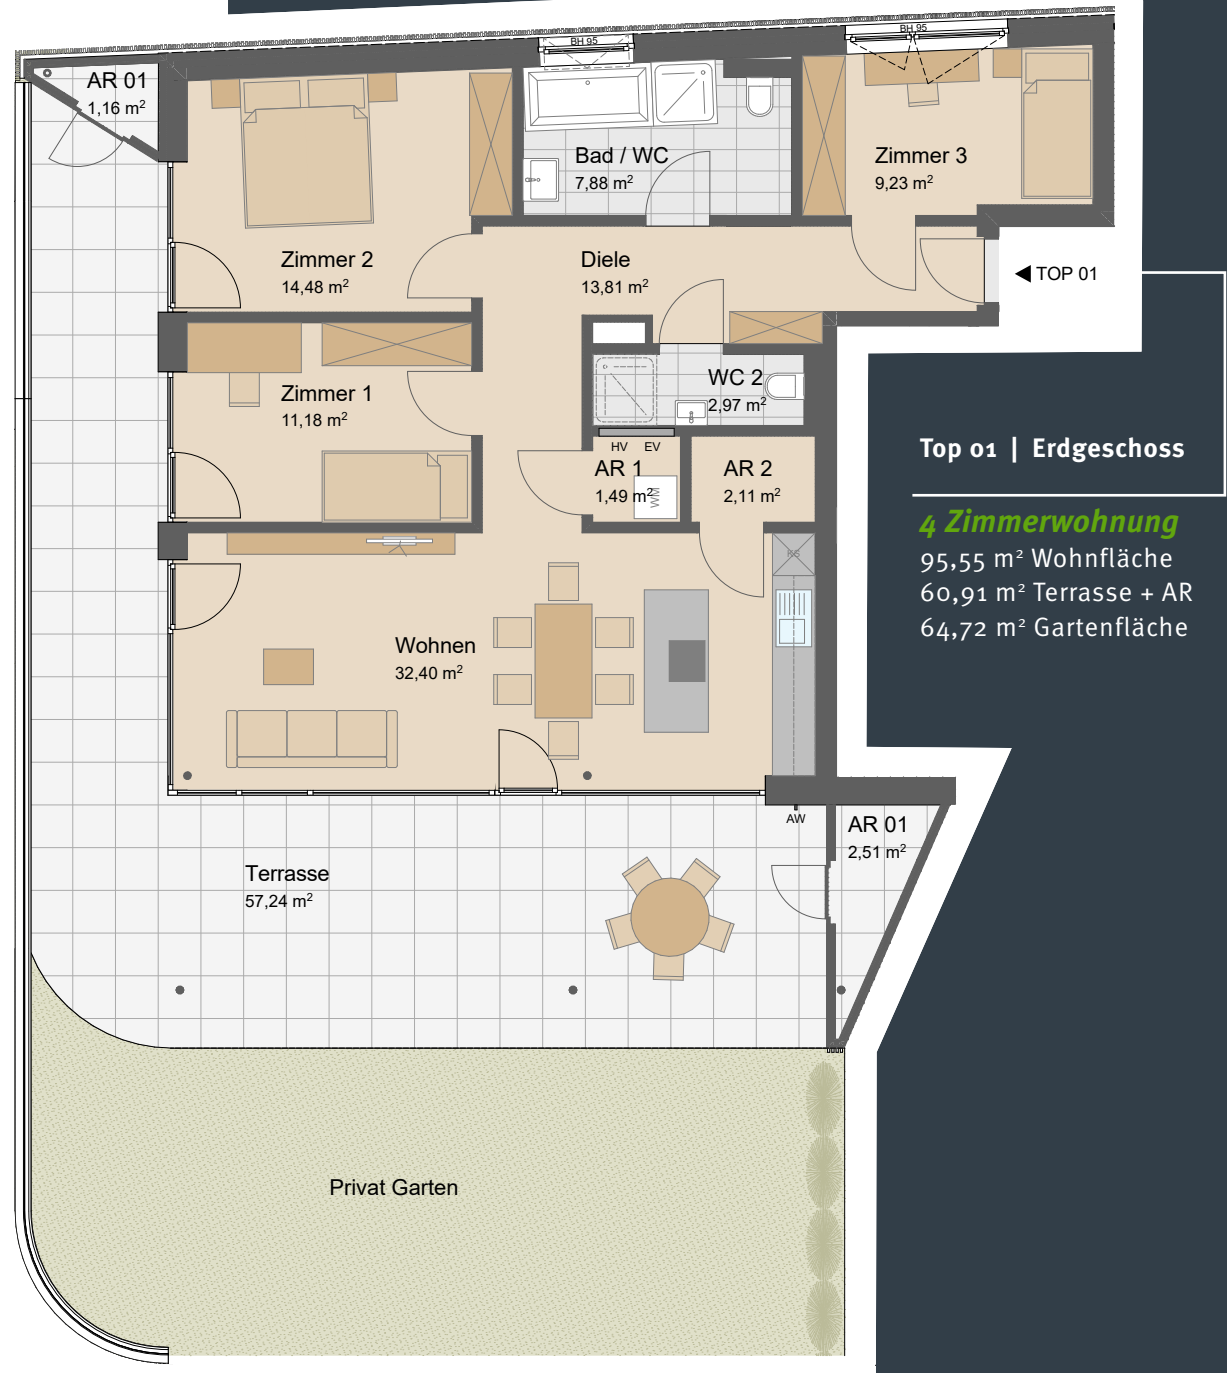 BH 95
BH 95
AR 01
1,16 m²
Bad / WC
7,88 m²
Zimmer 3
9,23 m²
Zimmer 2
14,48 m²
Diele
13,81 m²
TOP 01
Zimmer 1
11,18 m²
WC 2
2,97 m²
HV EV
AR 1
1,49 m²
WM
AR 2
2,11 m²
Top 01 | Erdgeschoss
4 Zimmerwohnung
95,55 m² Wohnfläche
60,91 m² Terrasse + AR
64,72 m² Gartenfläche
KS
Wohnen
32,40 m²
AW
AR 01
2,51 m²
Terrasse
57,24 m²
Privat Garten